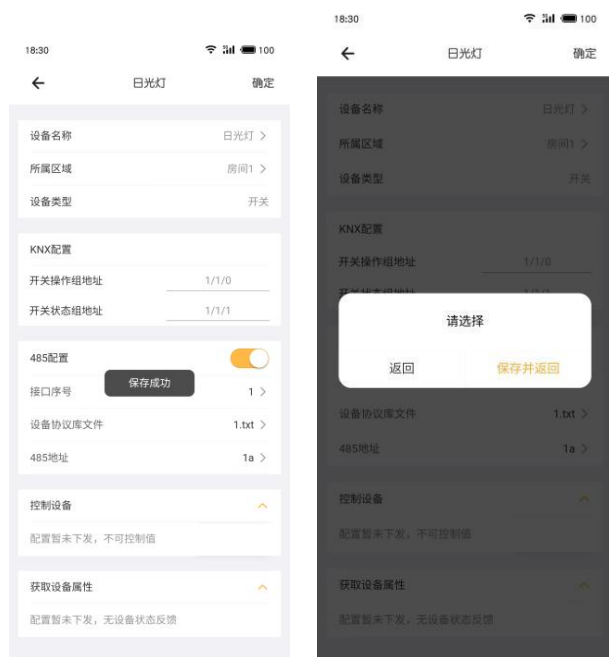 18:30 100
日光灯 确定
设备名称 日光灯 >
所属区域 房间1 >
设备类型 开关
KNX配置
开关操作组地址 1/1/0
开关状态组地址 1/1/1
485配置
保存成功
接口序号 1 >
设备协议库文件 1.txt >
485地址 1a >
控制设备
配置暂未下发，不可控制值
获取设备属性
配置暂未下发，无设备状态反馈
18:30 100
日光灯 确定
设备名称 日光灯 >
所属区域 房间1 >
设备类型 开关
KNX配置
开关操作组地址 1/1/0
请选择
返回 保存并返回
设备协议库文件 1.txt >
485地址 1a >
控制设备
配置暂未下发，不可控制值
获取设备属性
配置暂未下发，无设备状态反馈